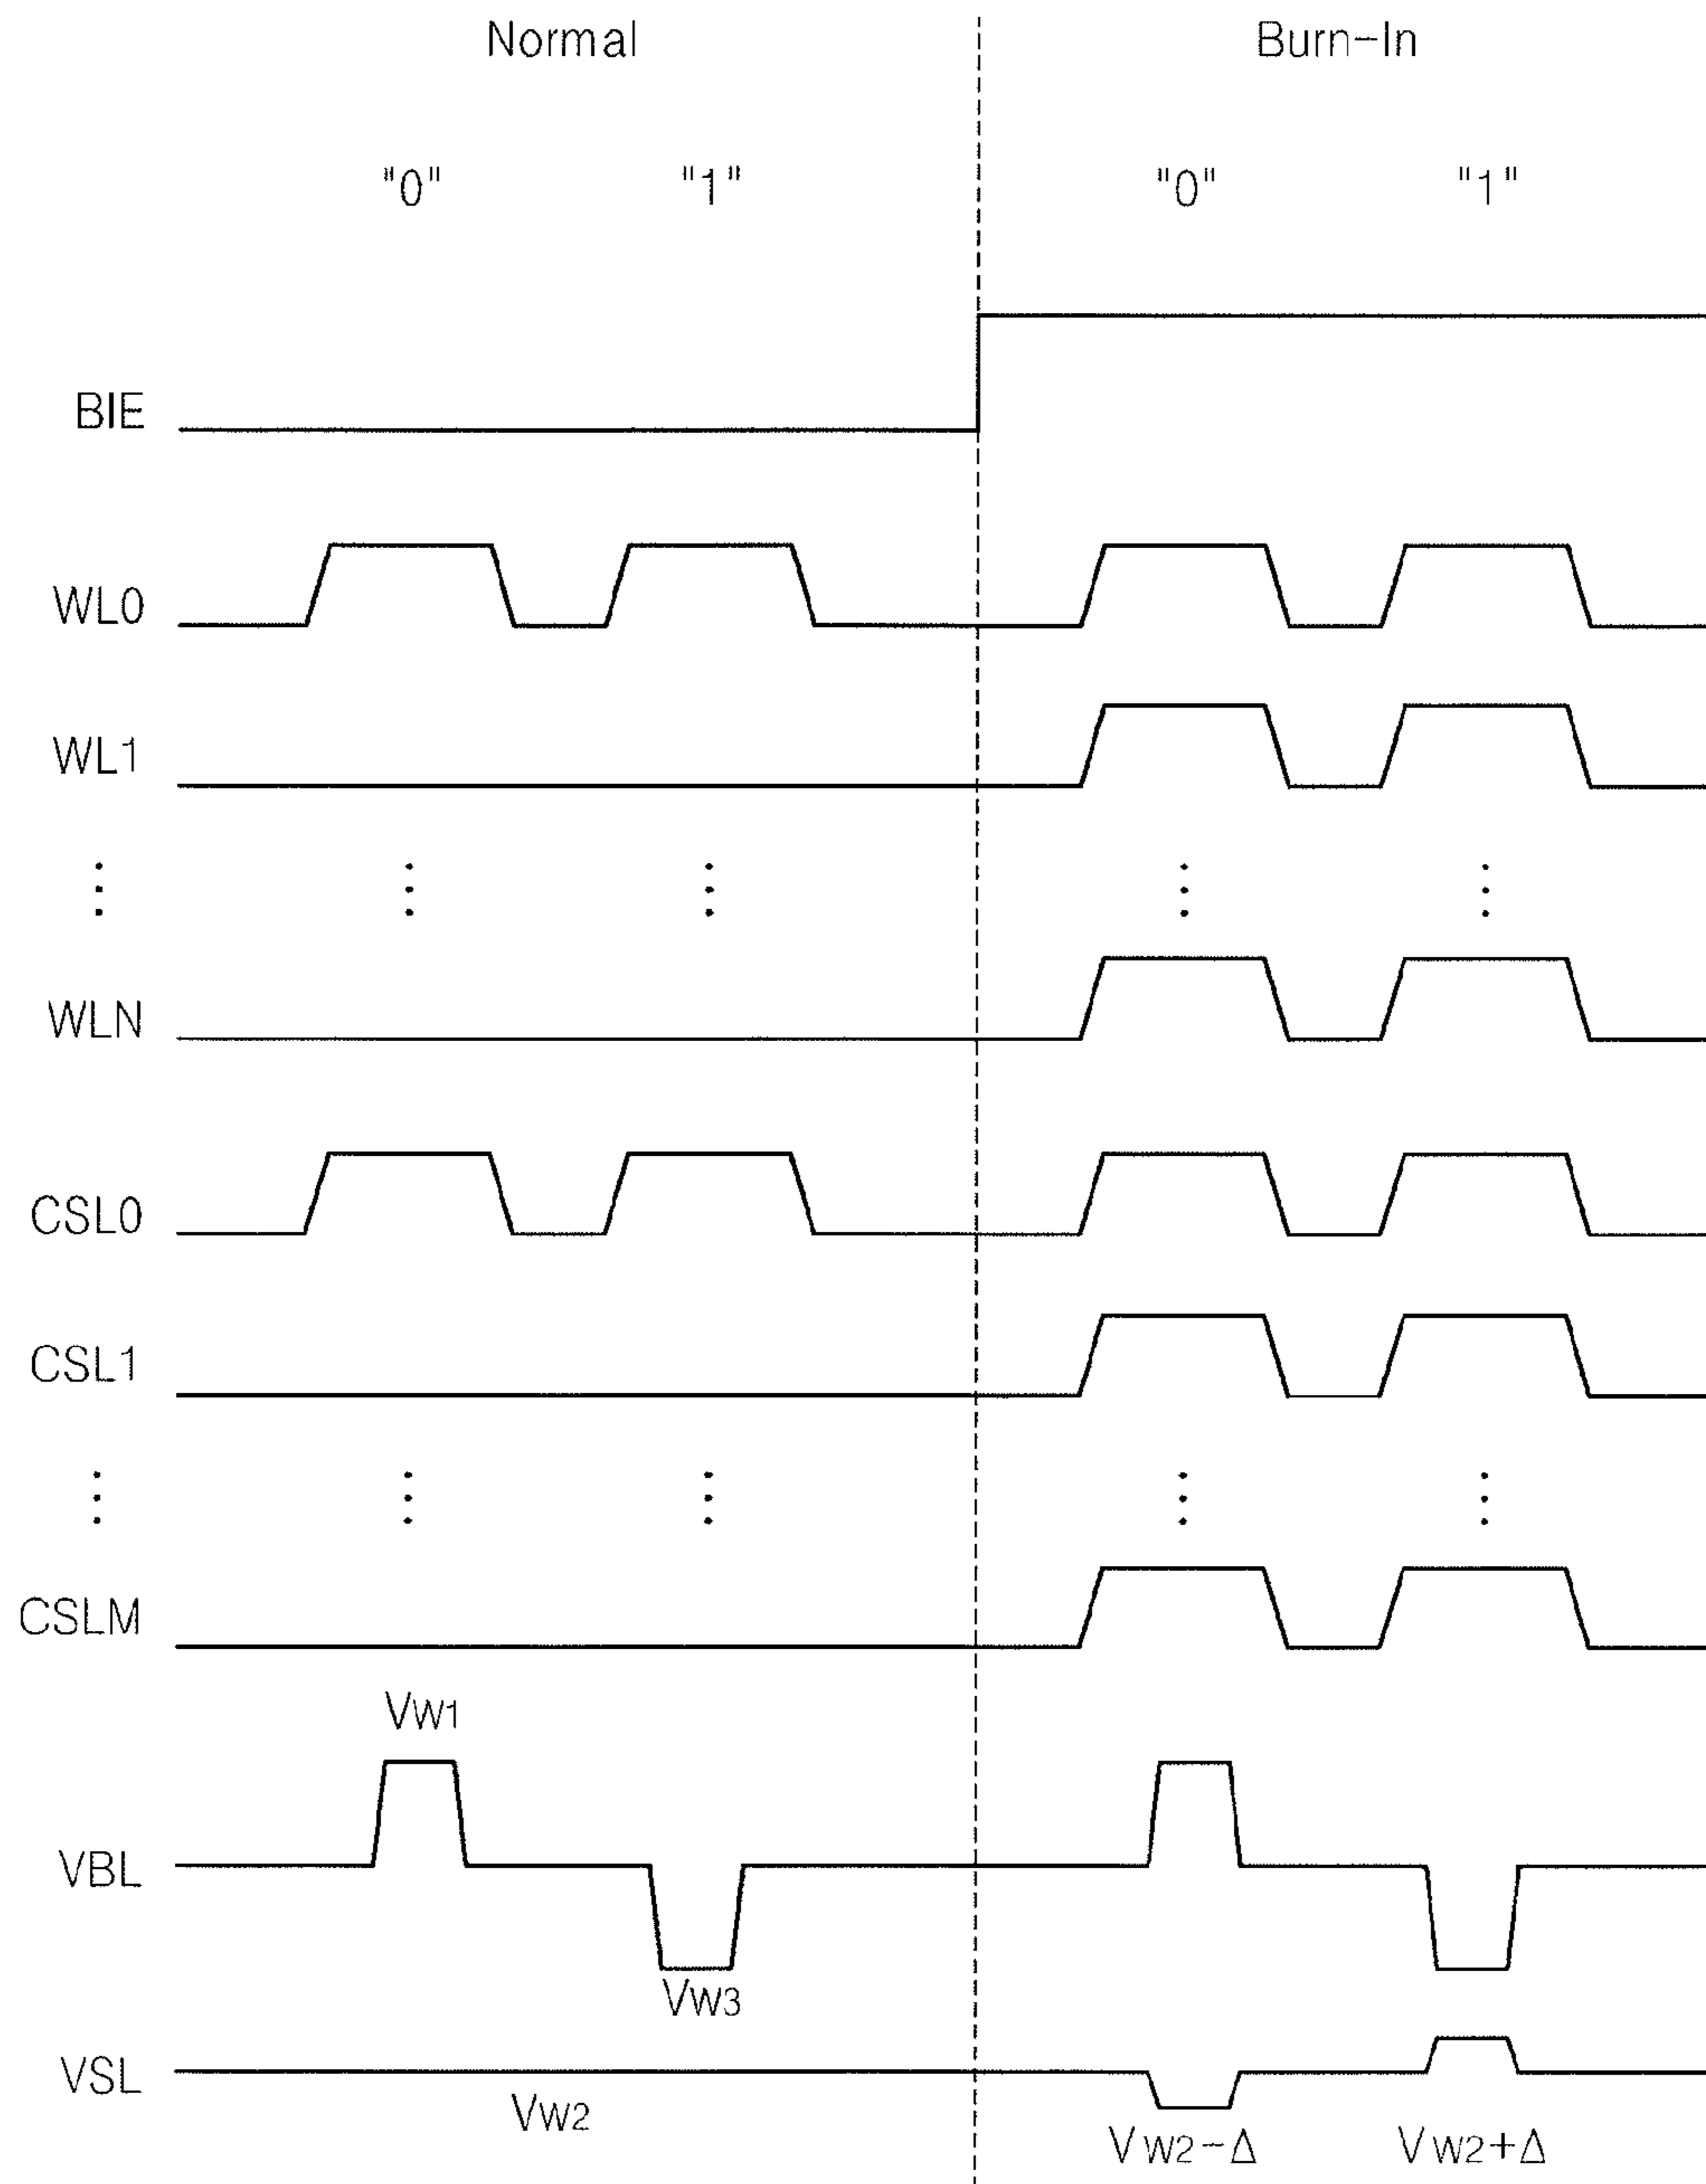 Normal Burn-In
"0" "1" "0" "1"
BIE
WL0
WL1
WLN
CSL0
CSL1
CSLM
VW1
VBL
VW3
VSL
VW2
VW2-Δ VW2+Δ